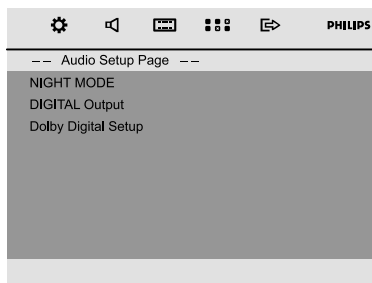 PHILIPS
-- Audio Setup Page --
NIGHT MODE
DIGITAL Output
Dolby Digital Setup